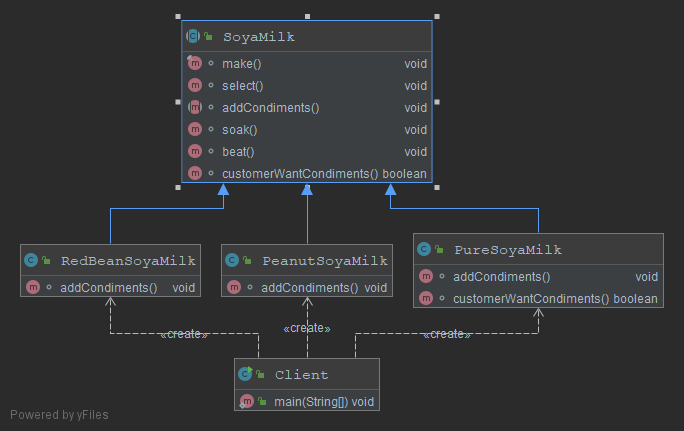 SoyaMilk
make() void
select() void
addCondiments() void
soak() void
beat() void
customerWantCondiments() boolean
RedBeanSoyaMilk
addCondiments() void
PeanutSoyaMilk
addCondiments() void
PureSoyaMilk
addCondiments() void
customerWantCondiments() boolean
«create»
«create»
«create»
Client
main(String[]) void
Powered by yFiles